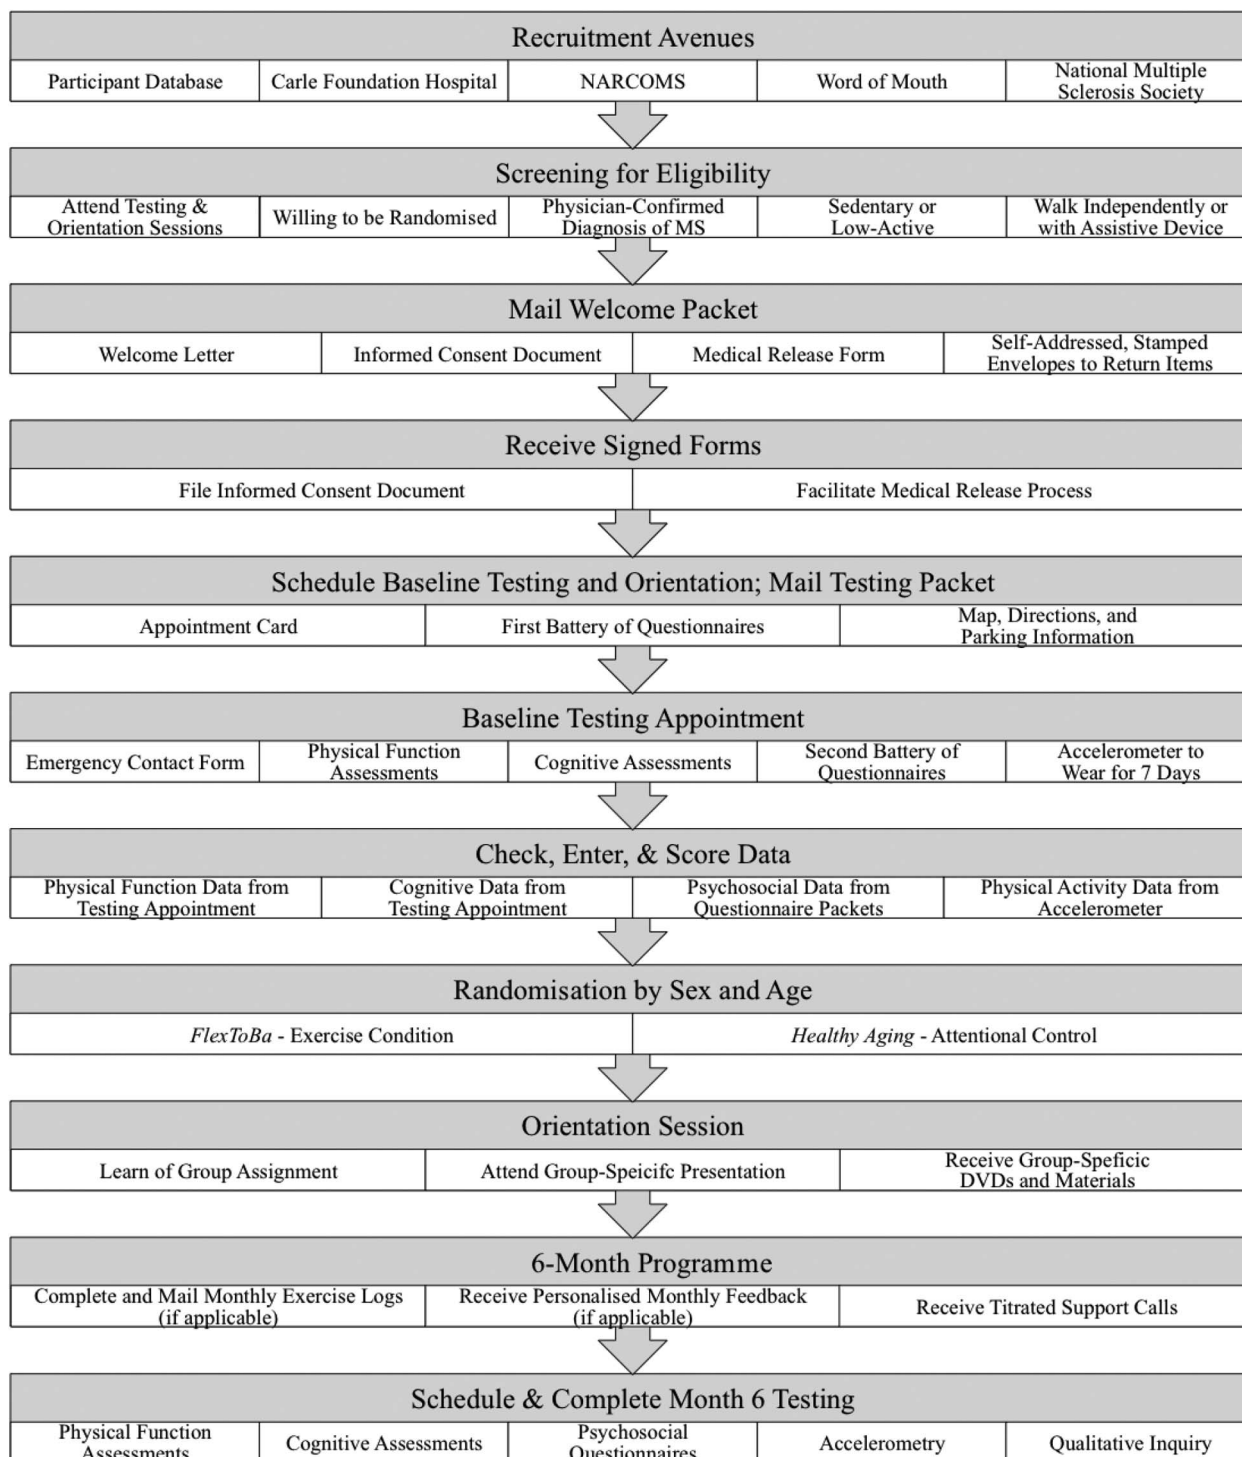 Recruitment Avenues
Participant Database
Carle Foundation Hospital
NARCOMS
Word of Mouth
National Multiple
Sclerosis Society
Screening for Eligibility
Attend Testing &
Orientation Sessions
Willing to be Randomised
Physician-Confirmed
Diagnosis of MS
Sedentary or
Low-Active
Walk Independently or
with Assistive Device
Mail Welcome Packet
Welcome Letter
Informed Consent Document
Medical Release Form
Self-Addressed, Stamped
Envelopes to Return Items
Receive Signed Forms
File Informed Consent Document
Facilitate Medical Release Process
Schedule Baseline Testing and Orientation; Mail Testing Packet
Appointment Card
First Battery of Questionnaires
Map, Directions, and
Parking Information
Baseline Testing Appointment
Emergency Contact Form
Physical Function
Assessments
Cognitive Assessments
Second Battery of
Questionnaires
Accelerometer to
Wear for 7 Days
Check, Enter, & Score Data
Physical Function Data from
Testing Appointment
Cognitive Data from
Testing Appointment
Psychosocial Data from
Questionnaire Packets
Physical Activity Data from
Accelerometer
Randomisation by Sex and Age
FlexToBa - Exercise Condition
Healthy Aging - Attentional Control
Orientation Session
Learn of Group Assignment
Attend Group-Speicifc Presentation
Receive Group-Speficic
DVDs and Materials
6-Month Programme
Complete and Mail Monthly Exercise Logs
(if applicable)
Receive Personalised Monthly Feedback
(if applicable)
Receive Titrated Support Calls
Schedule & Complete Month 6 Testing
Physical Function
Assessments
Cognitive Assessments
Psychosocial
Questionnaires
Accelerometry
Qualitative Inquiry